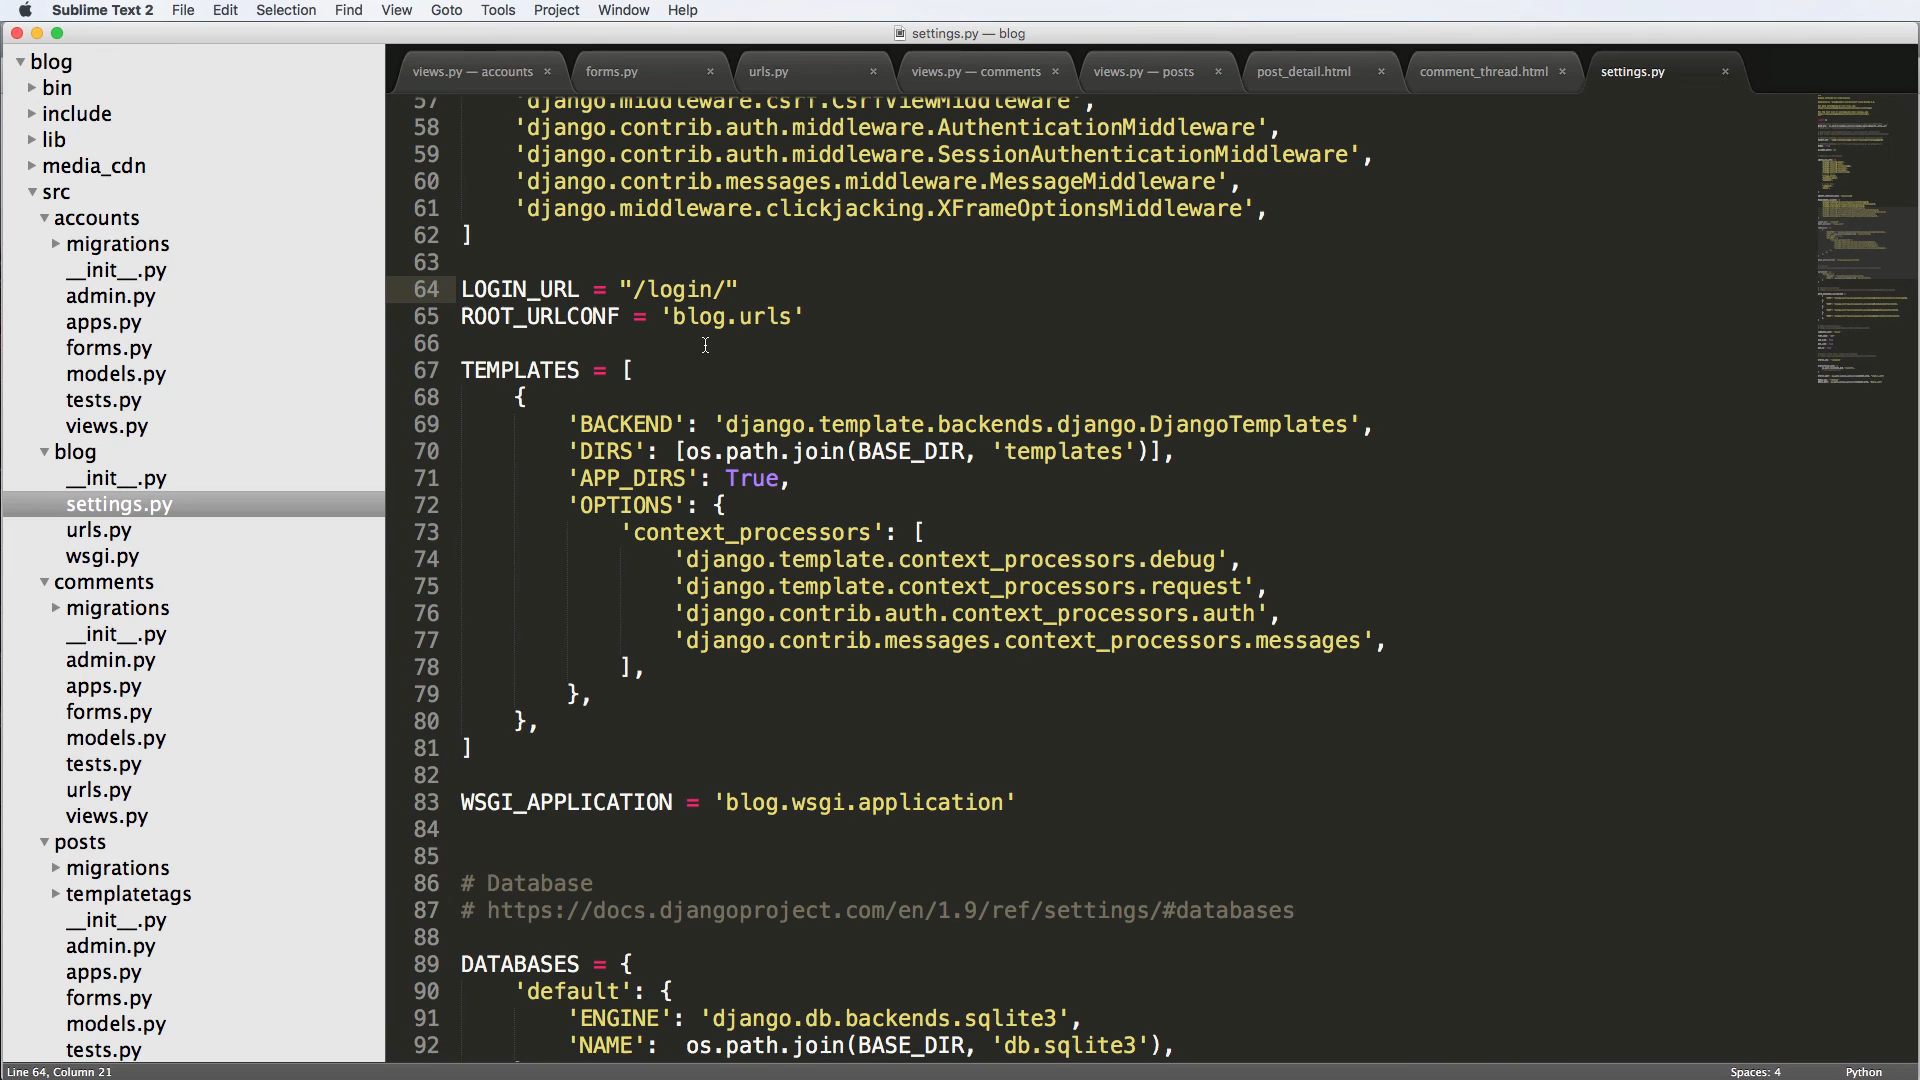 Sublime Text 2 File Edit Selection Find View Goto Tools Project Window Help
settings.py — blog
blog
bin
include
lib
media_cdn
src
accounts
migrations
__init__.py
admin.py
apps.py
forms.py
models.py
tests.py
views.py
blog
__init__.py
settings.py
urls.py
wsgi.py
comments
migrations
__init__.py
admin.py
apps.py
forms.py
models.py
tests.py
urls.py
views.py
posts
migrations
templatetags
__init__.py
admin.py
apps.py
forms.py
models.py
tests.py
views.py — accounts × forms.py × urls.py × views.py — comments × views.py — posts × post_detail.html × comment_thread.html × settings.py ×
57 'django.middleware.csrf.CsrfViewMiddleware',
58 'django.contrib.auth.middleware.AuthenticationMiddleware',
59 'django.contrib.auth.middleware.SessionAuthenticationMiddleware',
60 'django.contrib.messages.middleware.MessageMiddleware',
61 'django.middleware.clickjacking.XFrameOptionsMiddleware',
62 ]
63
64 LOGIN_URL = "/login/"
65 ROOT_URLCONF = 'blog.urls'
66
67 TEMPLATES = [
68 {
69 'BACKEND': 'django.template.backends.django.DjangoTemplates',
70 'DIRS': [os.path.join(BASE_DIR, 'templates')],
71 'APP_DIRS': True,
72 'OPTIONS': {
73 'context_processors': [
74 'django.template.context_processors.debug',
75 'django.template.context_processors.request',
76 'django.contrib.auth.context_processors.auth',
77 'django.contrib.messages.context_processors.messages',
78 ],
79 },
80 },
81 ]
82
83 WSGI_APPLICATION = 'blog.wsgi.application'
84
85
86 # Database
87 # https://docs.djangoproject.com/en/1.9/ref/settings/#databases
88
89 DATABASES = {
90 'default': {
91 'ENGINE': 'django.db.backends.sqlite3',
92 'NAME': os.path.join(BASE_DIR, 'db.sqlite3'),
Line 64, Column 21 Spaces: 4 Python